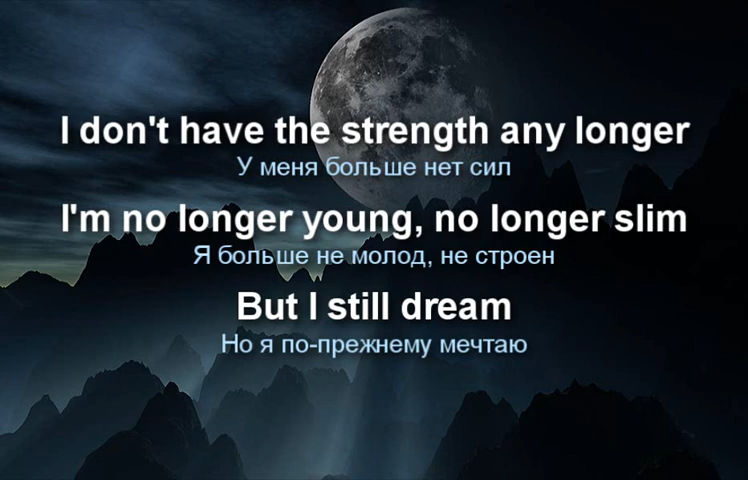 I don't have the strength any longer
У меня больше нет сил
I'm no longer young, no longer slim
Я больше не молод, не строен
But I still dream
Но я по-прежнему мечтаю